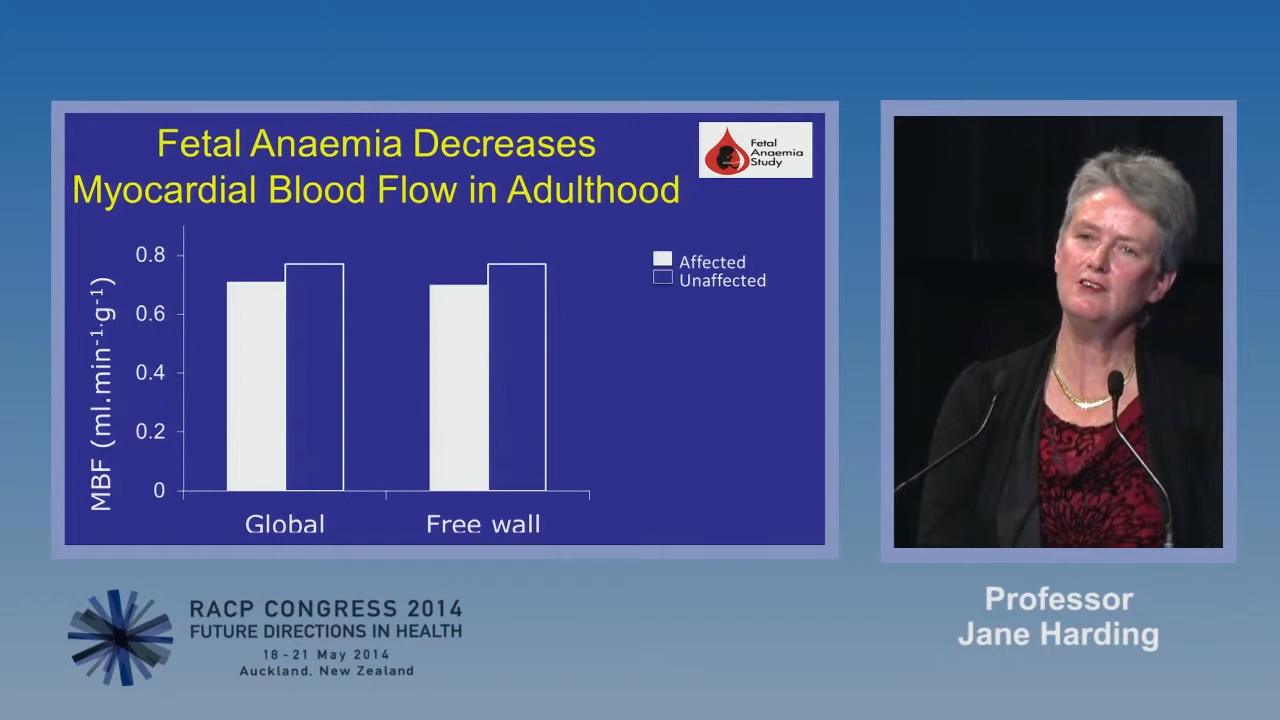 Fetal Anaemia Decreases
Myocardial Blood Flow in Adulthood
Fetal
Anaemia
Study
0.8
0.6
0.4
0.2
0
MBF (ml.min⁻¹·g⁻¹)
Affected
Unaffected
Global
Free wall
RACP CONGRESS 2014
FUTURE DIRECTIONS IN HEALTH
18 - 21 May 2014
Auckland, New Zealand
Professor
Jane Harding